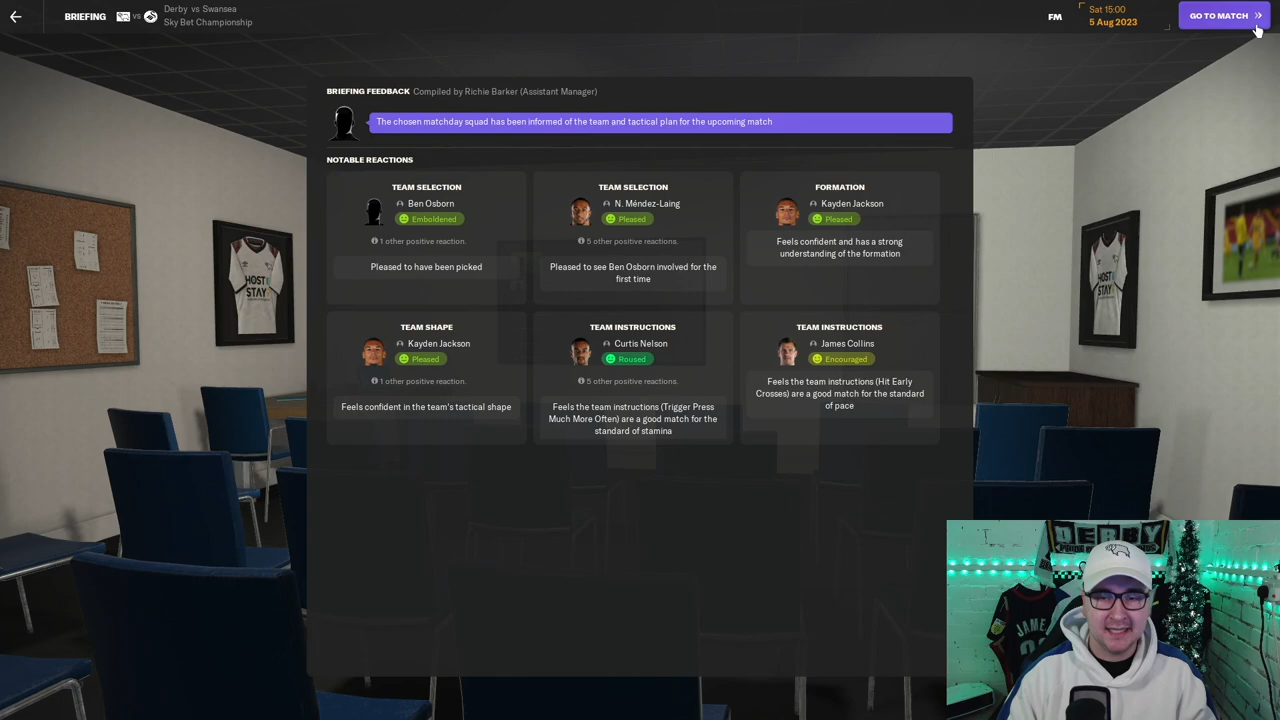 BRIEFING
vs
Derby vs Swansea
Sky Bet Championship
FM
Sat 15:00
5 Aug 2023
GO TO MATCH
BRIEFING FEEDBACK Compiled by Richie Barker (Assistant Manager)
The chosen matchday squad has been informed of the team and tactical plan for the upcoming match
NOTABLE REACTIONS
TEAM SELECTION
Ben Osborn
Emboldened
1 other positive reaction.
Pleased to have been picked
TEAM SELECTION
N. Méndez-Laing
Pleased
5 other positive reactions.
Pleased to see Ben Osborn involved for the
first time
FORMATION
Kayden Jackson
Pleased
Feels confident and has a strong
understanding of the formation
TEAM SHAPE
Kayden Jackson
Pleased
1 other positive reaction.
Feels confident in the team's tactical shape
TEAM INSTRUCTIONS
Curtis Nelson
Roused
5 other positive reactions.
Feels the team instructions (Trigger Press
Much More Often) are a good match for the
standard of stamina
TEAM INSTRUCTIONS
James Collins
Encouraged
Feels the team instructions (Hit Early
Crosses) are a good match for the standard
of pace
HOST
STAY
HOST
STAY
DERBY
JAME